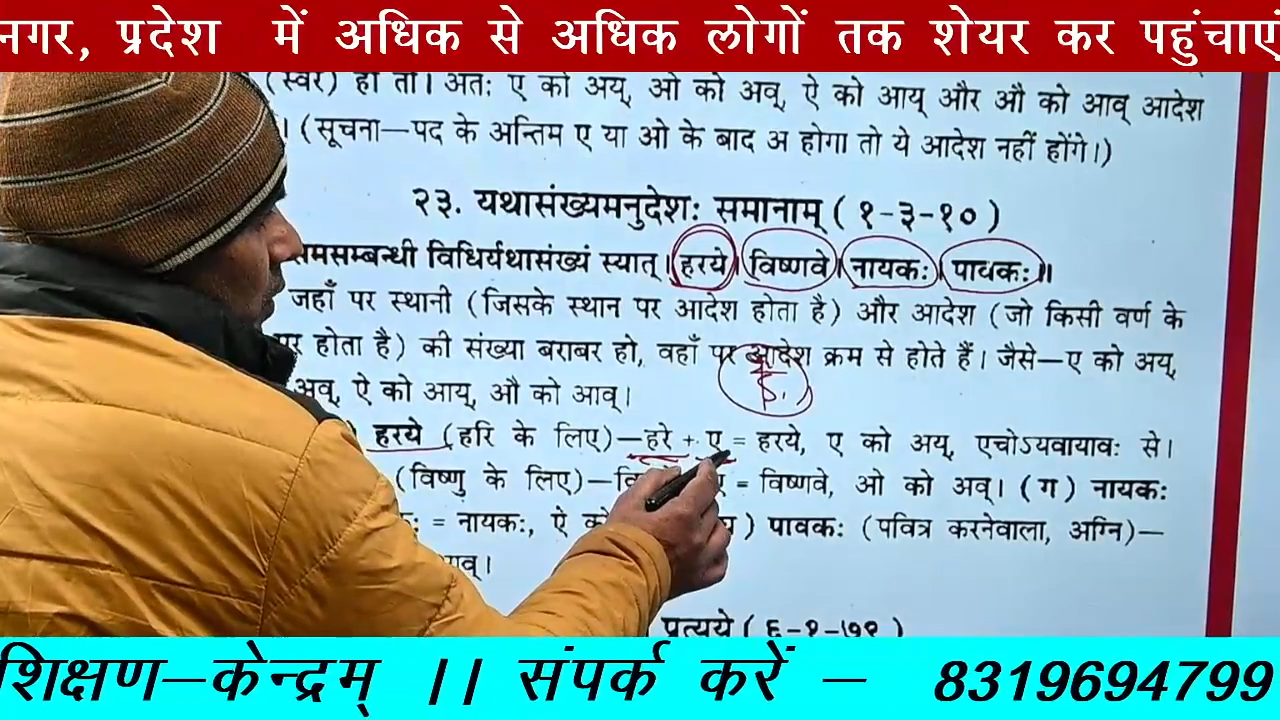 नगर, प्रदेश में अधिक से अधिक लोगों तक शेयर कर पहुंचाएं
(स्वर) हो तो। अतः ए को अय्, ओ को अव्, ऐ को आय् और औ को आव् आदेश
। (सूचना—पद के अन्तिम ए या ओ के बाद अ होगा तो ये आदेश नहीं होंगे।)
२३. यथासंख्यमनुदेशः समानाम् ( १-३-१० )
समसम्बन्धी विधिर्यथासंख्यं स्यात्। हरये। विष्णवे। नायकः। पावकः॥
जहाँ पर स्थानी (जिसके स्थान पर आदेश होता है) और आदेश (जो किसी वर्ण के
पर होता है) की संख्या बराबर हो, वहाँ पर आदेश क्रम से होते हैं। जैसे—ए को अय्,
अव्, ऐ को आय्, औ को आव्।
) हरये (हरि के लिए)—हरे + ए = हरये, ए को अय्, एचोऽयवायावः से।
(विष्णु के लिए)— = विष्णवे, ओ को अव्। ( ग ) नायकः
= नायकः, ऐ को ) पावकः (पवित्र करनेवाला, अग्नि)—
प्रत्यये ( ६-१-७९ )
शिक्षण–केन्द्रम् ।। संपर्क करें – 8319694799